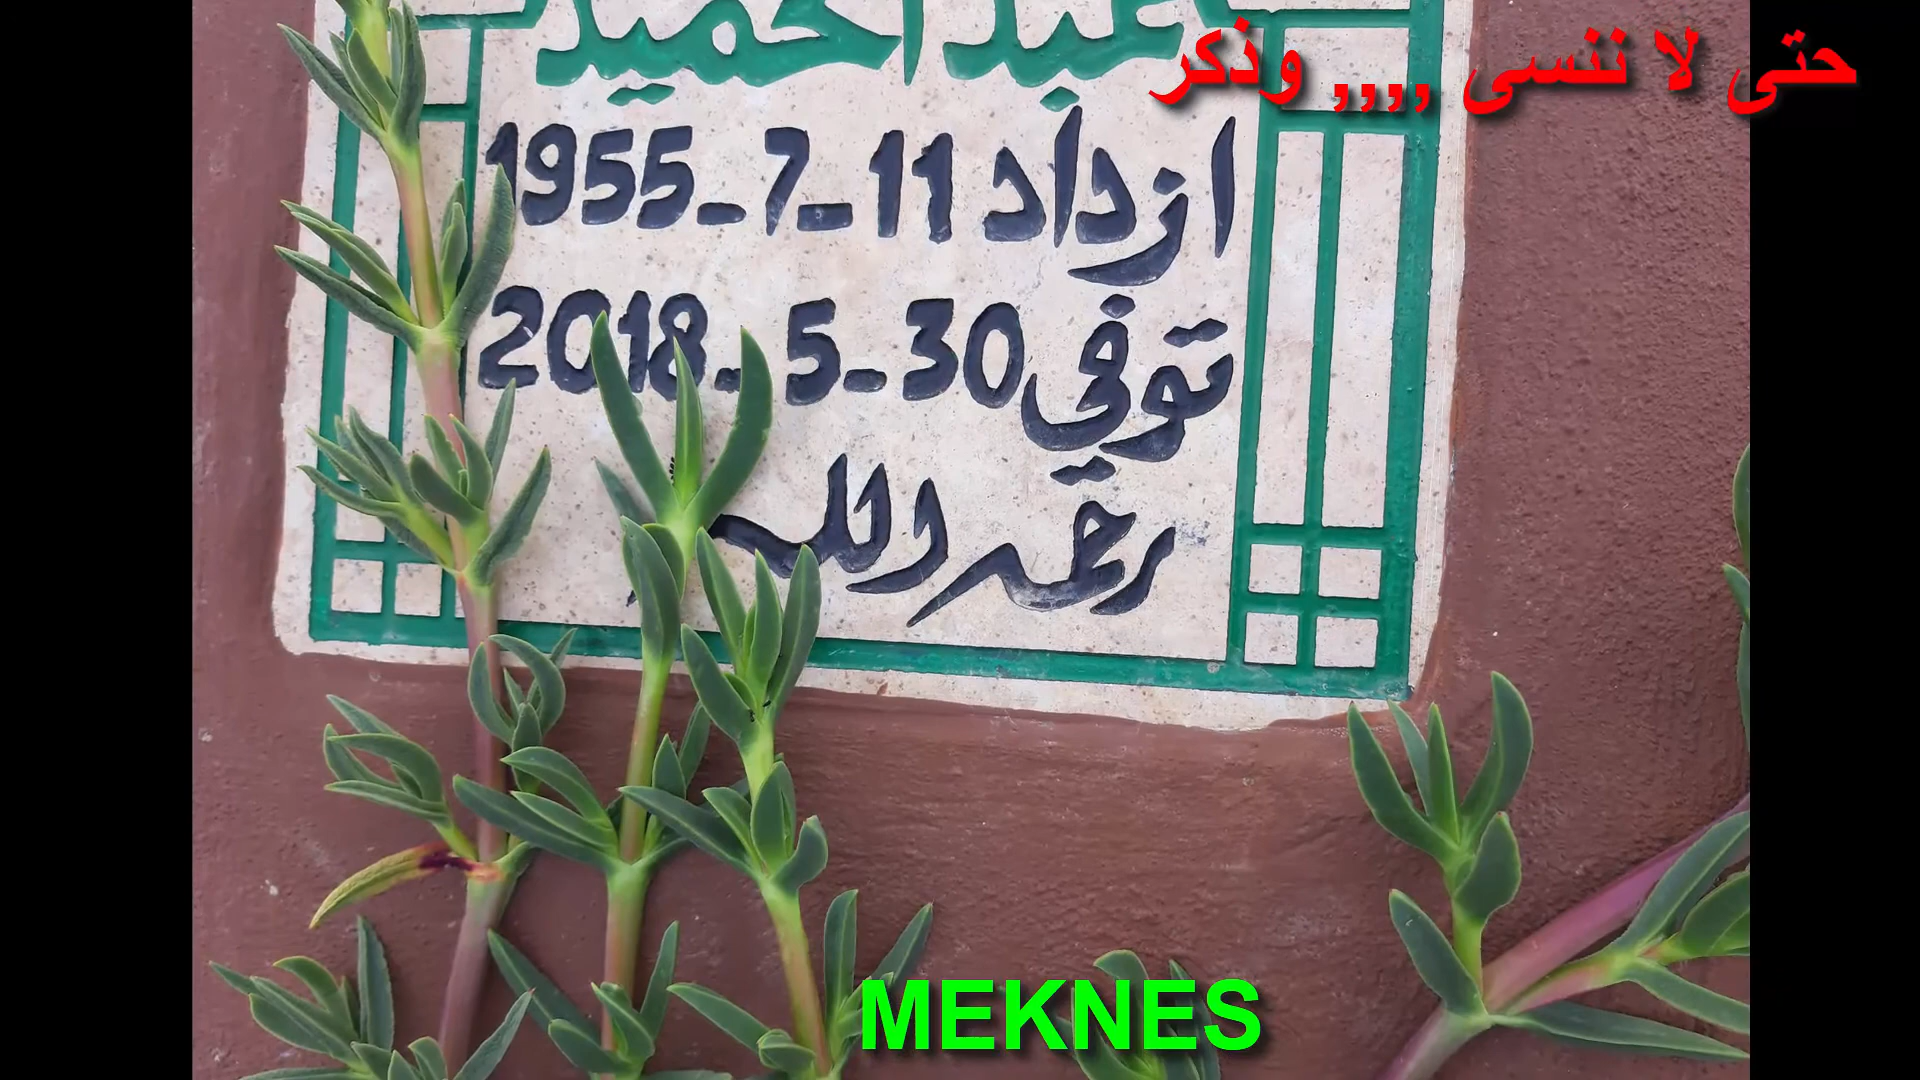 حتى لا ننسى ,,,, وذكر
عبد الحميد
ازداد 11-7-1955
توفي 30-5-2018
رحمه الله
MEKNES